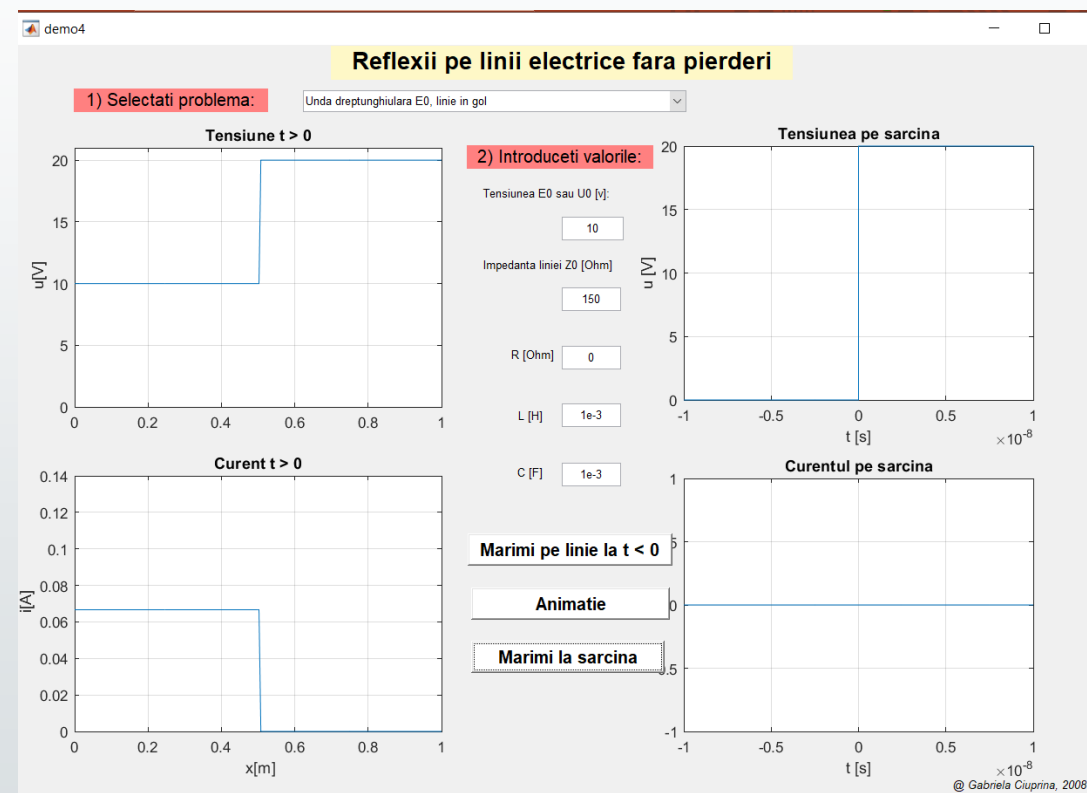 demo4
Reflexii pe linii electrice fara pierderi
1) Selectati problema:
Unda dreptunghiulara E0, linie in gol
Tensiune t > 0
20
15
10
5
0
u[V]
0 0.2 0.4 0.6 0.8 1
Curent t > 0
0.14
0.12
0.1
0.08
0.06
0.04
0.02
0
i[A]
0 0.2 0.4 0.6 0.8 1
x[m]
2) Introduceti valorile:
Tensiunea E0 sau U0 [v]:
10
Impedanta liniei Z0 [Ohm]
150
R [Ohm] 0
L [H] 1e-3
C [F] 1e-3
Marimi pe linie la t < 0
Animatie
Marimi la sarcina
Tensiunea pe sarcina
20
15
10
5
0
u [V]
-1 -0.5 0 0.5 1
t [s]
×10-8
Curentul pe sarcina
1
5
0
.5
-1
-1 -0.5 0 0.5 1
t [s]
×10-8
@ Gabriela Ciuprina, 2008